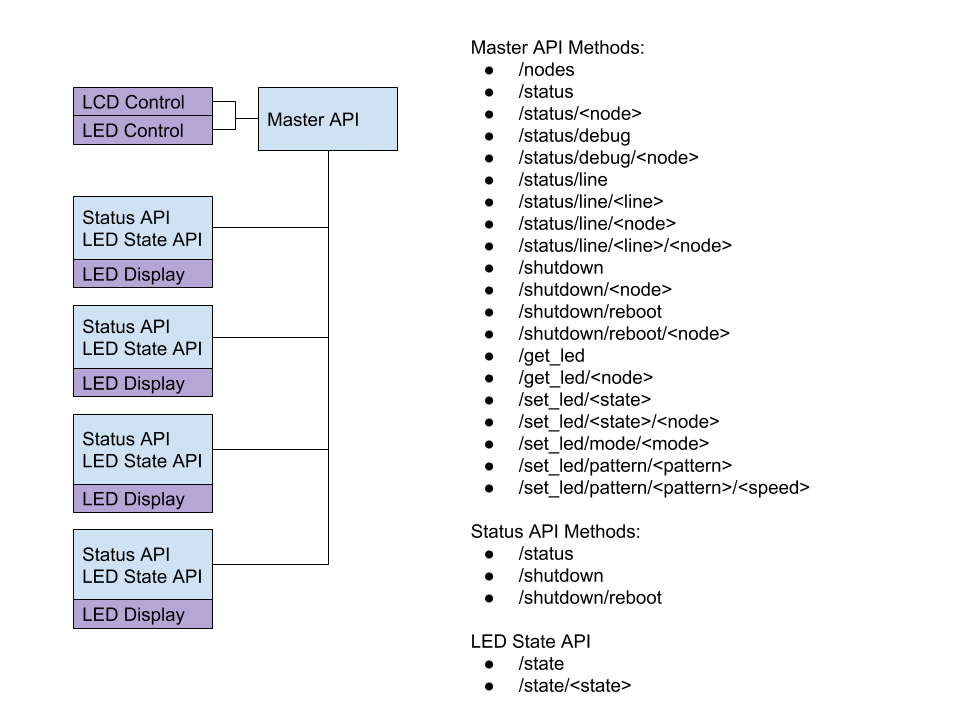 LCD Control
LED Control
Master API
Status API
LED State API
LED Display
Status API
LED State API
LED Display
Status API
LED State API
LED Display
Status API
LED State API
LED Display
Master API Methods:
● /nodes
● /status
● /status/<node>
● /status/debug
● /status/debug/<node>
● /status/line
● /status/line/<line>
● /status/line/<node>
● /status/line/<line>/<node>
● /shutdown
● /shutdown/<node>
● /shutdown/reboot
● /shutdown/reboot/<node>
● /get_led
● /get_led/<node>
● /set_led/<state>
● /set_led/<state>/<node>
● /set_led/mode/<mode>
● /set_led/pattern/<pattern>
● /set_led/pattern/<pattern>/<speed>
Status API Methods:
● /status
● /shutdown
● /shutdown/reboot
LED State API
● /state
● /state/<state>